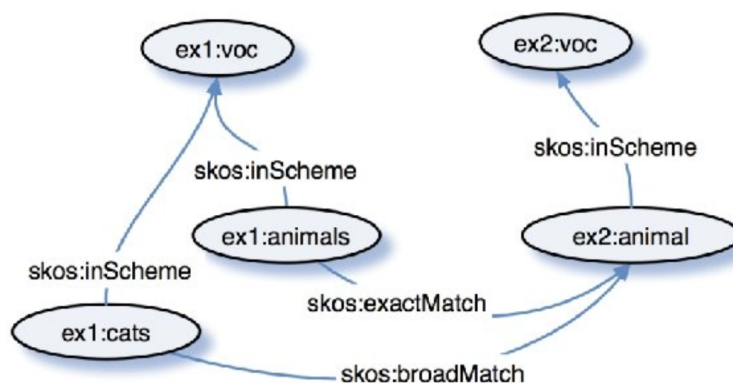 ex1:voc
ex2:voc
skos:inScheme
skos:inScheme
ex1:animals
ex2:animal
skos:inScheme
skos:exactMatch
ex1:cats
skos:broadMatch